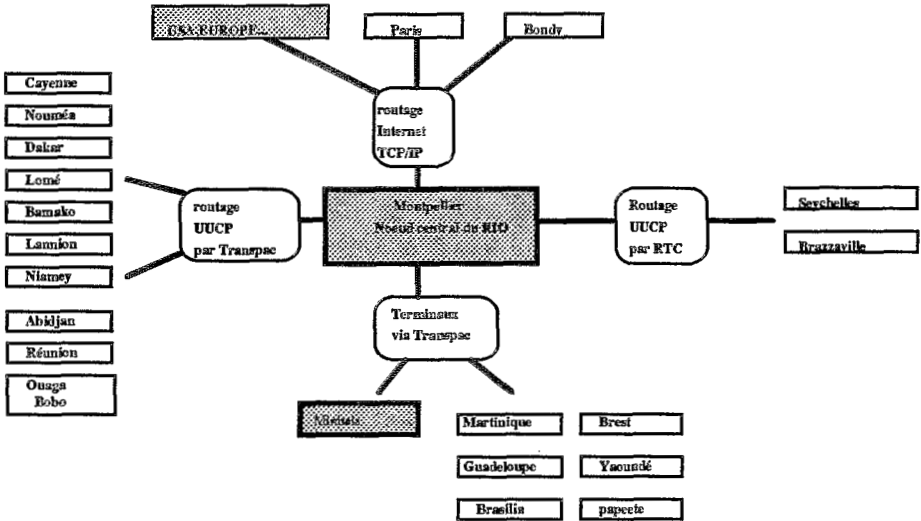 USA-EUROPE...
Paris
Bondy
routage
Internet
TCP/IP
Cayenne
Nouméa
Dakar
Lomé
Bamako
Lannion
Niamey
Abidjan
Réunion
Ouaga
Bobo
routage
UUCP
par Transpac
Montpellier
Noeud central du RIO
Routage
UUCP
par RTC
Seychelles
Brazzaville
Terminaux
via Transpac
Minitels
Martinique
Brest
Guadeloupe
Yaoundé
Brasilia
papeete